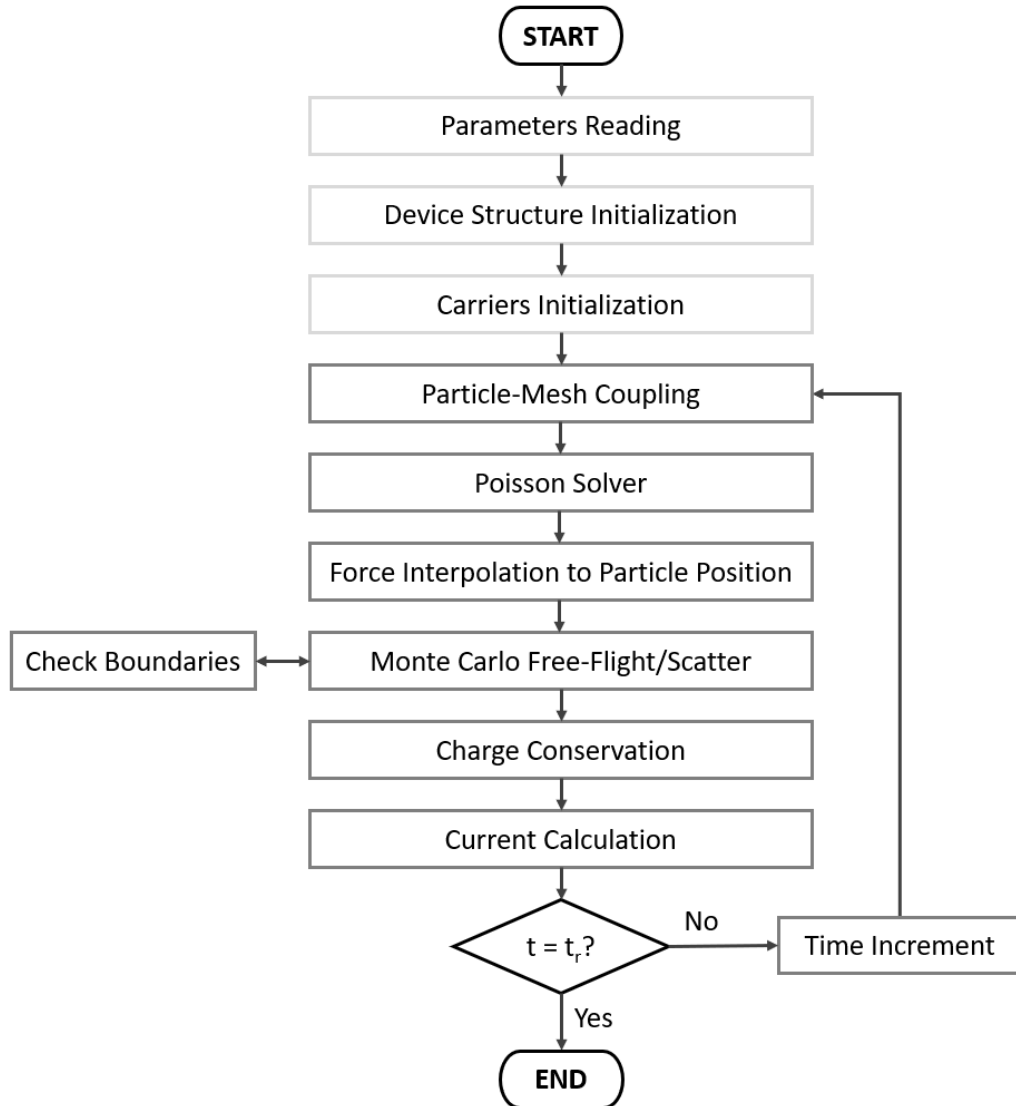 START
Parameters Reading
Device Structure Initialization
Carriers Initialization
Particle-Mesh Coupling
Poisson Solver
Force Interpolation to Particle Position
Check Boundaries
Monte Carlo Free-Flight/Scatter
Charge Conservation
Current Calculation
t = tᵣ?
No
Time Increment
Yes
END